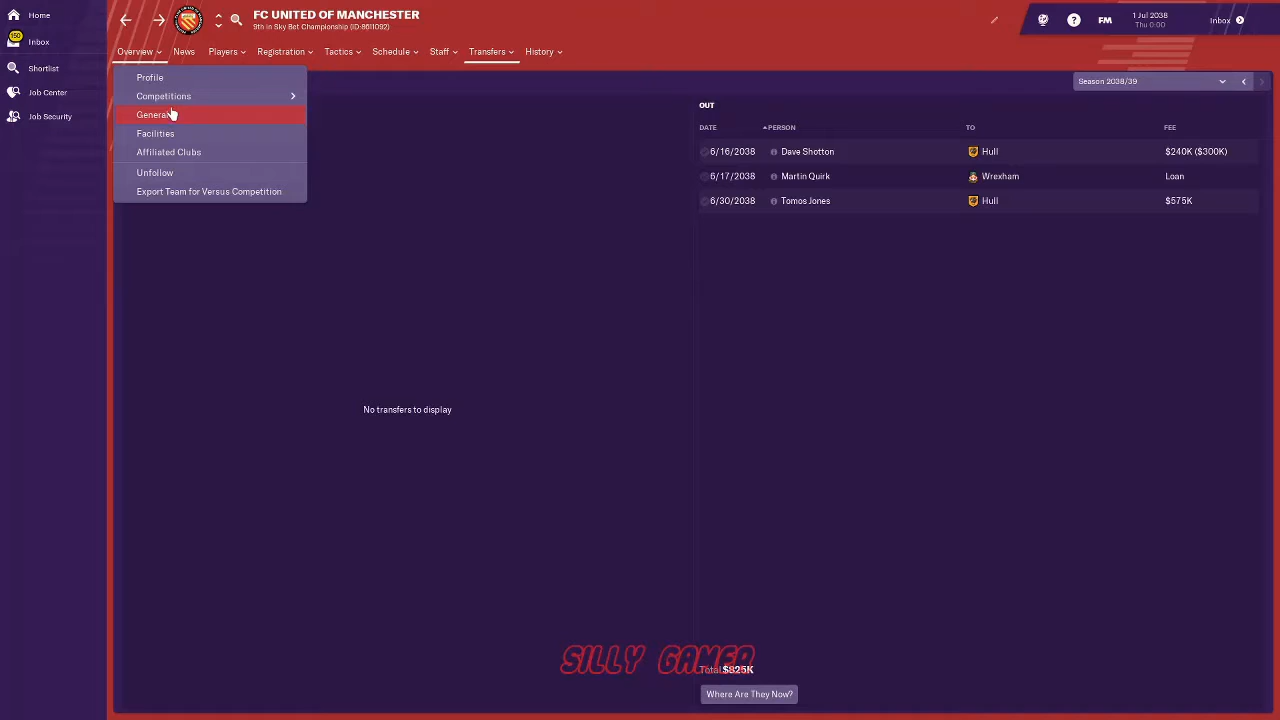 Home
150
Inbox
Shortlist
Job Center
Job Security
FC UNITED OF MANCHESTER
9th in Sky Bet Championship (ID:8611092)
FM
1 Jul 2038
Thu 0:00
Inbox
Overview
News
Players
Registration
Tactics
Schedule
Staff
Transfers
History
Profile
Competitions
General
Facilities
Affiliated Clubs
Unfollow
Export Team for Versus Competition
Season 2038/39
OUT
DATE PERSON TO FEE
6/16/2038 Dave Shotton Hull $240K ($300K)
6/17/2038 Martin Quirk Wrexham Loan
6/30/2038 Tomos Jones Hull $575K
No transfers to display
SILLY GAMER
Total: $825K
Where Are They Now?